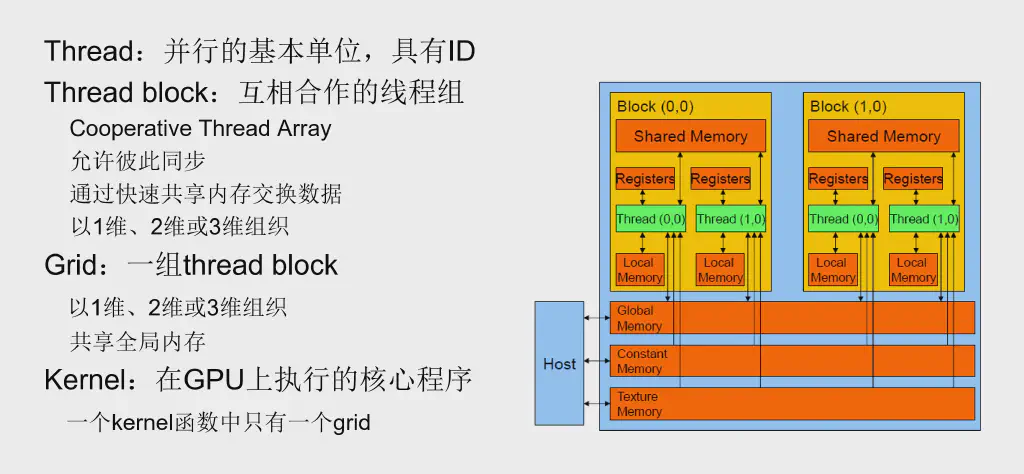 Thread：并行的基本单位，具有ID
Thread block：互相合作的线程组
Cooperative Thread Array
允许彼此同步
通过快速共享内存交换数据
以1维、2维或3维组织
Grid：一组thread block
以1维、2维或3维组织
共享全局内存
Kernel：在GPU上执行的核心程序
一个kernel函数中只有一个grid
Block (0,0)
Shared Memory
Registers
Registers
Thread (0,0)
Thread (1,0)
Local
Memory
Local
Memory
Block (1,0)
Shared Memory
Registers
Registers
Thread (0,0)
Thread (1,0)
Local
Memory
Local
Memory
Host
Global
Memory
Constant
Memory
Texture
Memory